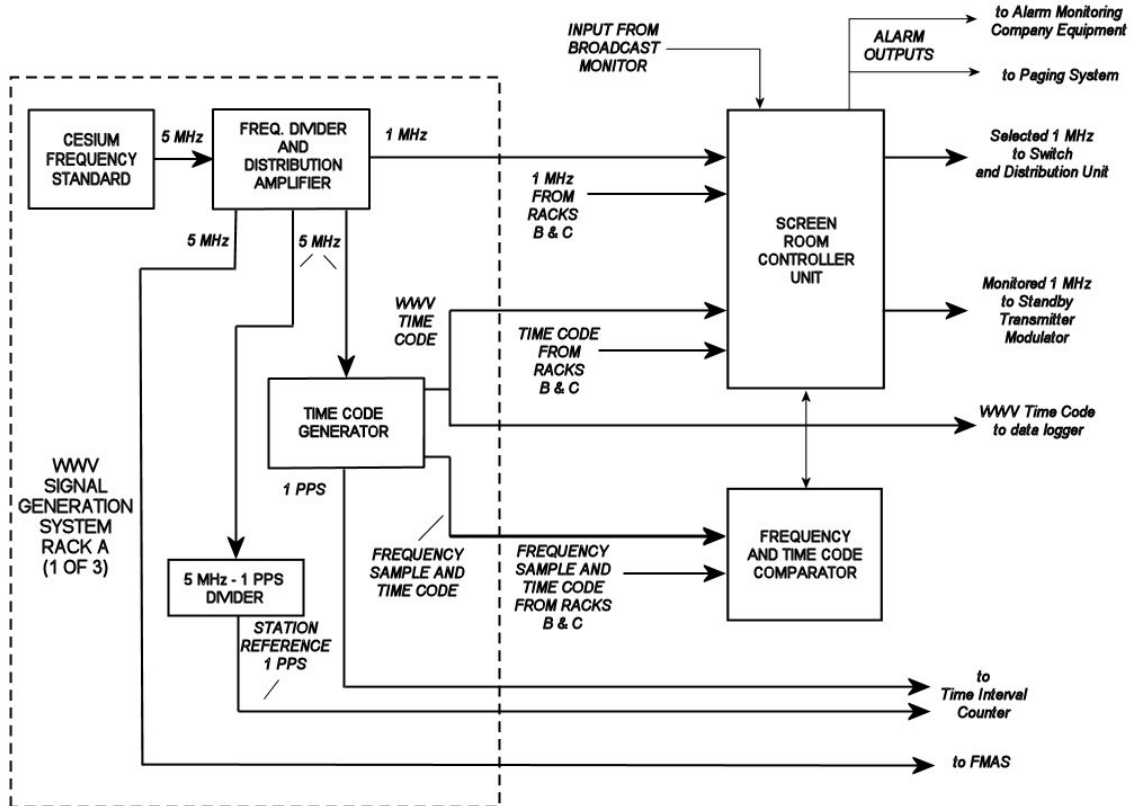 INPUT FROM
BROADCAST
MONITOR
ALARM
OUTPUTS
to Alarm Monitoring
Company Equipment
to Paging System
CESIUM
FREQUENCY
STANDARD
5 MHz
FREQ. DIVIDER
AND
DISTRIBUTION
AMPLIFIER
1 MHz
Selected 1 MHz
to Switch
and Distribution Unit
1 MHz
FROM
RACKS
B & C
SCREEN
ROOM
CONTROLLER
UNIT
5 MHz
5 MHz
WWV
TIME
CODE
Monitored 1 MHz
to Standby
Transmitter
Modulator
TIME CODE
FROM
RACKS
B & C
TIME CODE
GENERATOR
WWV Time Code
to data logger
WWV
SIGNAL
GENERATION
SYSTEM
RACK A
(1 OF 3)
1 PPS
FREQUENCY
SAMPLE AND
TIME CODE
FREQUENCY
SAMPLE AND
TIME CODE
FROM RACKS
B & C
FREQUENCY
AND TIME CODE
COMPARATOR
5 MHz - 1 PPS
DIVIDER
STATION
REFERENCE
1 PPS
to
Time Interval
Counter
to FMAS